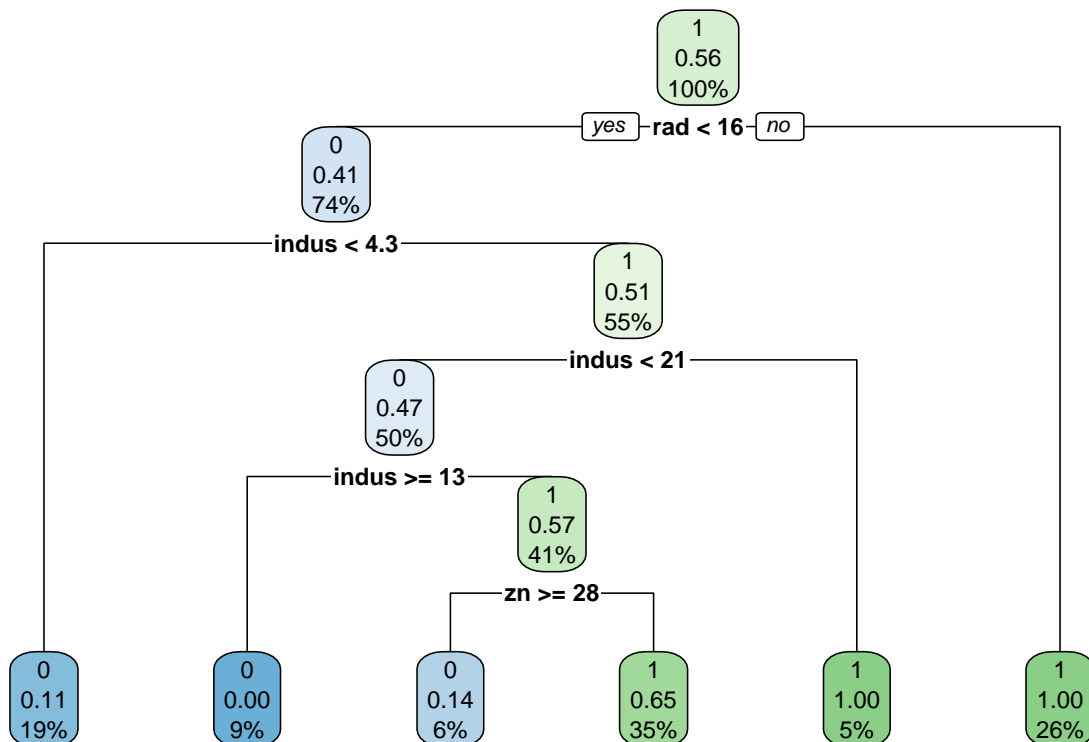 1
0.56
100%
yes rad < 16 no
0
0.41
74%
indus < 4.3
1
0.51
55%
indus < 21
0
0.47
50%
indus >= 13
1
0.57
41%
zn >= 28
0 0 0 1 1 1
0.11 0.00 0.14 0.65 1.00 1.00
19% 9% 6% 35% 5% 26%